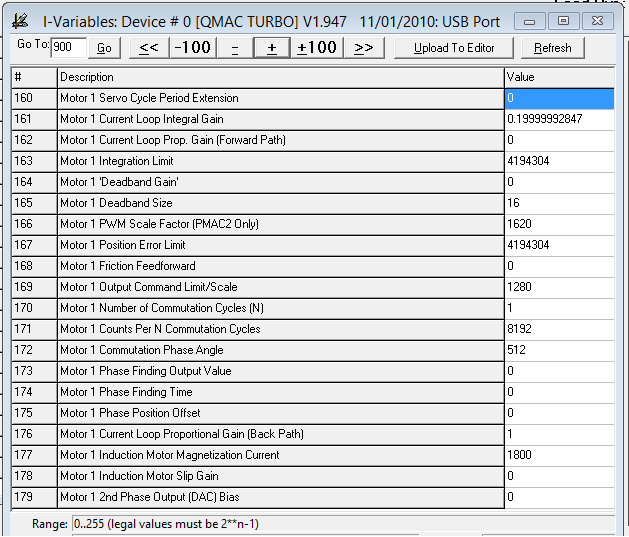 I-Variables: Device # 0 [QMAC TURBO] V1.947 11/01/2010: USB Port
Go To: 900 Go << -100 - + +100 >> Upload To Editor Refresh
# Description Value
160 Motor 1 Servo Cycle Period Extension 0
161 Motor 1 Current Loop Integral Gain 0.19999992847
162 Motor 1 Current Loop Prop. Gain (Forward Path) 0
163 Motor 1 Integration Limit 4194304
164 Motor 1 'Deadband Gain' 0
165 Motor 1 Deadband Size 16
166 Motor 1 PWM Scale Factor (PMAC2 Only) 1620
167 Motor 1 Position Error Limit 4194304
168 Motor 1 Friction Feedforward 0
169 Motor 1 Output Command Limit/Scale 1280
170 Motor 1 Number of Commutation Cycles (N) 1
171 Motor 1 Counts Per N Commutation Cycles 8192
172 Motor 1 Commutation Phase Angle 512
173 Motor 1 Phase Finding Output Value 0
174 Motor 1 Phase Finding Time 0
175 Motor 1 Phase Position Offset 0
176 Motor 1 Current Loop Proportional Gain (Back Path) 1
177 Motor 1 Induction Motor Magnetization Current 1800
178 Motor 1 Induction Motor Slip Gain 0
179 Motor 1 2nd Phase Output (DAC) Bias 0
Range: 0..255 (legal values must be 2**n-1)